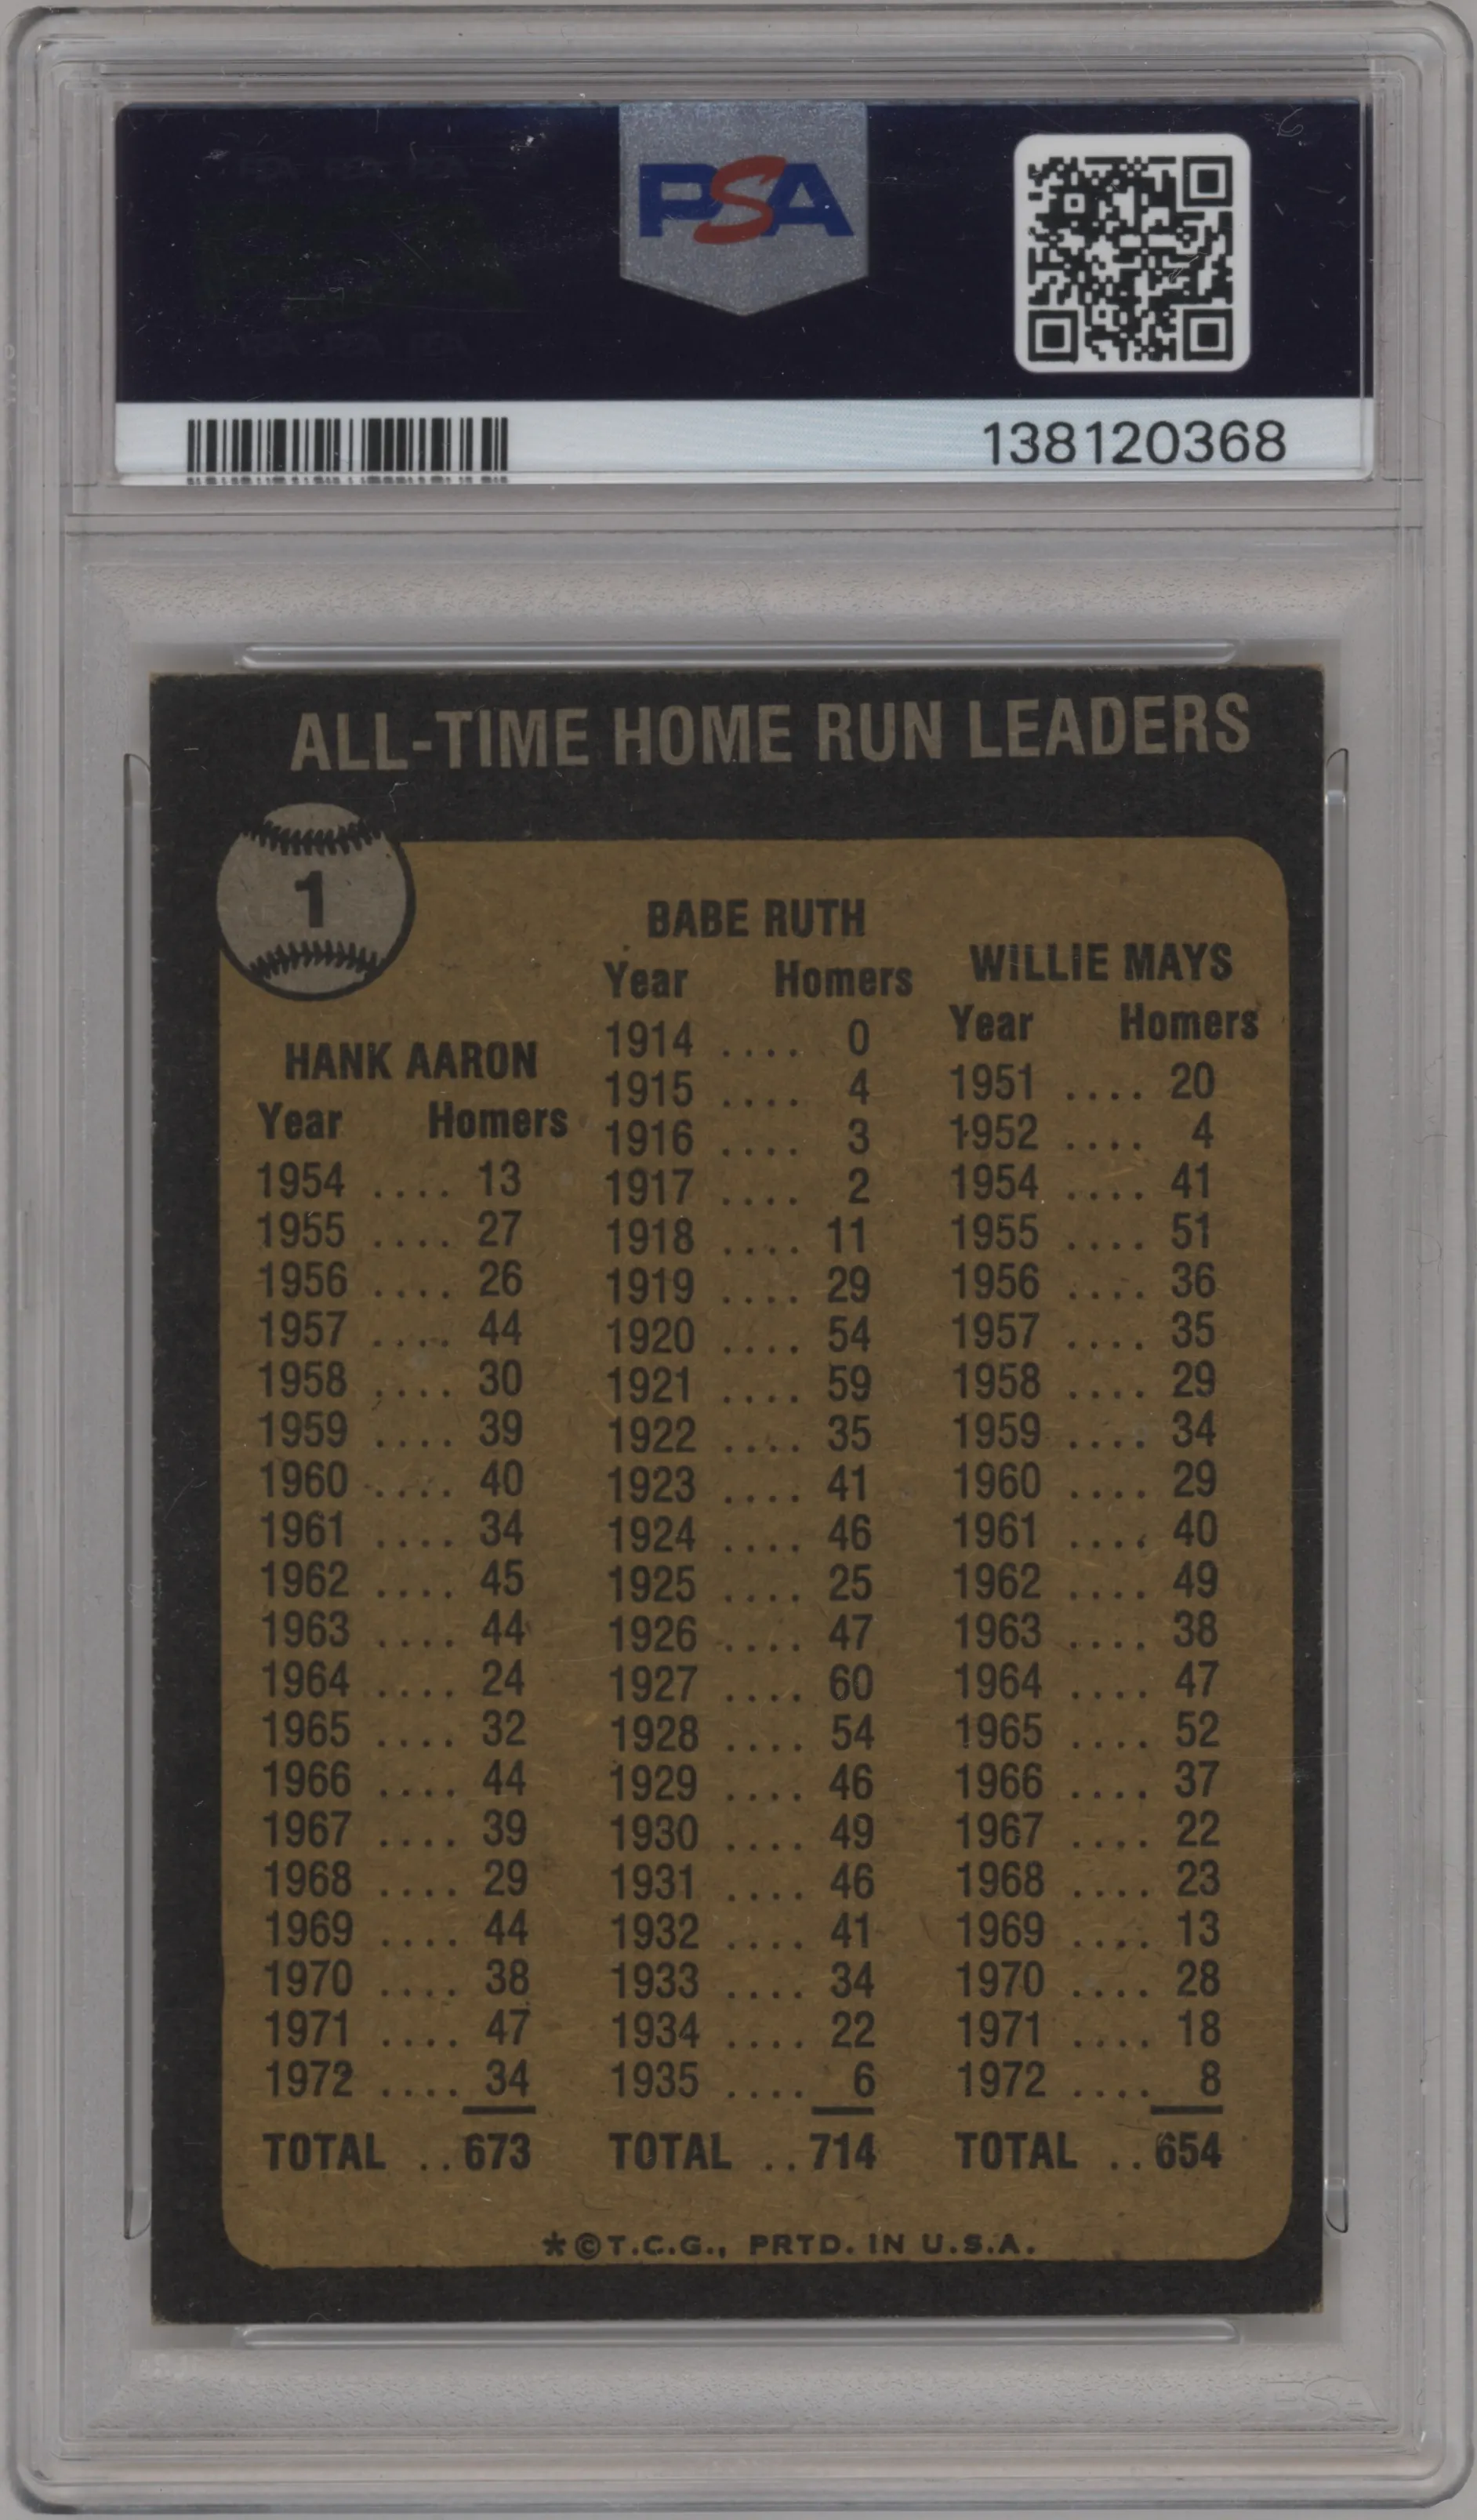 PSA
138120368
ALL-TIME HOME RUN LEADERS
1
HANK AARON
Year Homers
1954 .... 13
1955 .... 27
1956 .... 26
1957 .... 44
1958 .... 30
1959 .... 39
1960 .... 40
1961 .... 34
1962 .... 45
1963 .... 44
1964 .... 24
1965 .... 32
1966 .... 44
1967 .... 39
1968 .... 29
1969 .... 44
1970 .... 38
1971 .... 47
1972 .... 34
TOTAL ..673
BABE RUTH
Year Homers
1914 .... 0
1915 .... 4
1916 .... 3
1917 .... 2
1918 .... 11
1919 .... 29
1920 .... 54
1921 .... 59
1922 .... 35
1923 .... 41
1924 .... 46
1925 .... 25
1926 .... 47
1927 .... 60
1928 .... 54
1929 .... 46
1930 .... 49
1931 .... 46
1932 .... 41
1933 .... 34
1934 .... 22
1935 .... 6
TOTAL ..714
WILLIE MAYS
Year Homers
1951 .... 20
1952 .... 4
1954 .... 41
1955 .... 51
1956 .... 36
1957 .... 35
1958 .... 29
1959 .... 34
1960 .... 29
1961 .... 40
1962 .... 49
1963 .... 38
1964 .... 47
1965 .... 52
1966 .... 37
1967 .... 22
1968 .... 23
1969 .... 13
1970 .... 28
1971 .... 18
1972 .... 8
TOTAL ..654
*©T.C.G., PRTD. IN U.S.A.